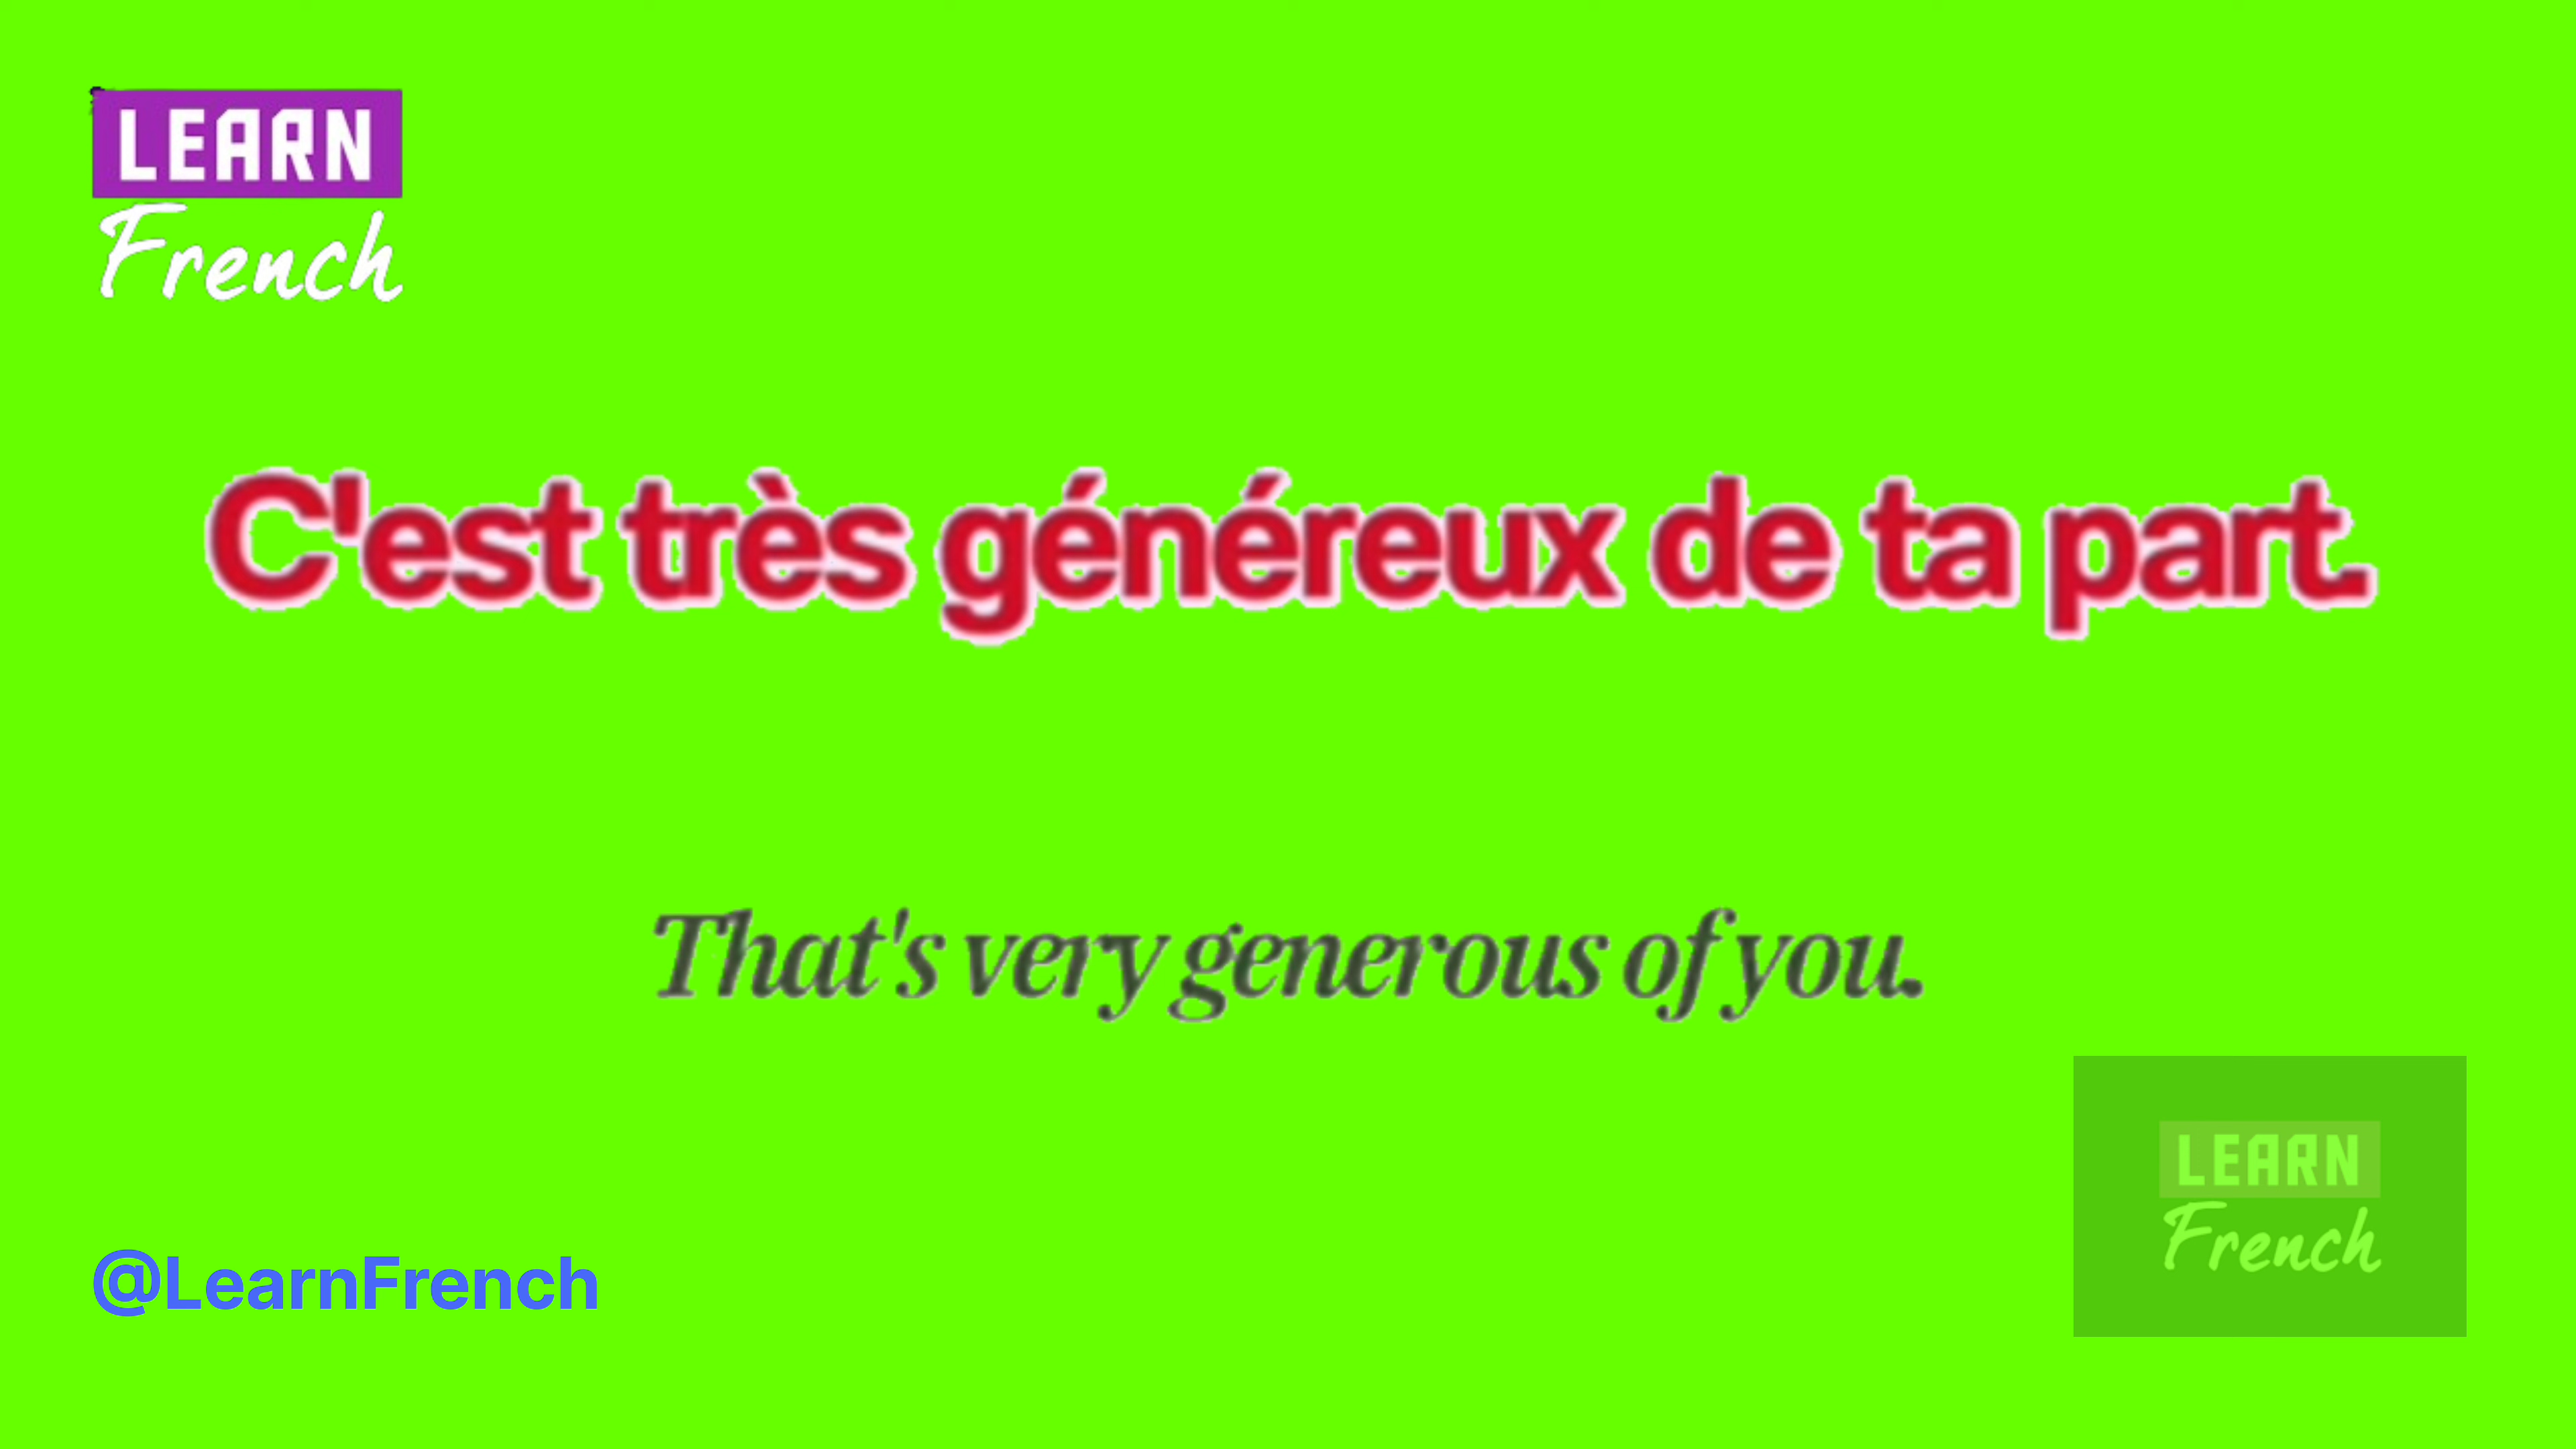 LEARN
French
C'est très généreux de ta part.
That's very generous of you.
LEARN
French
@LearnFrench